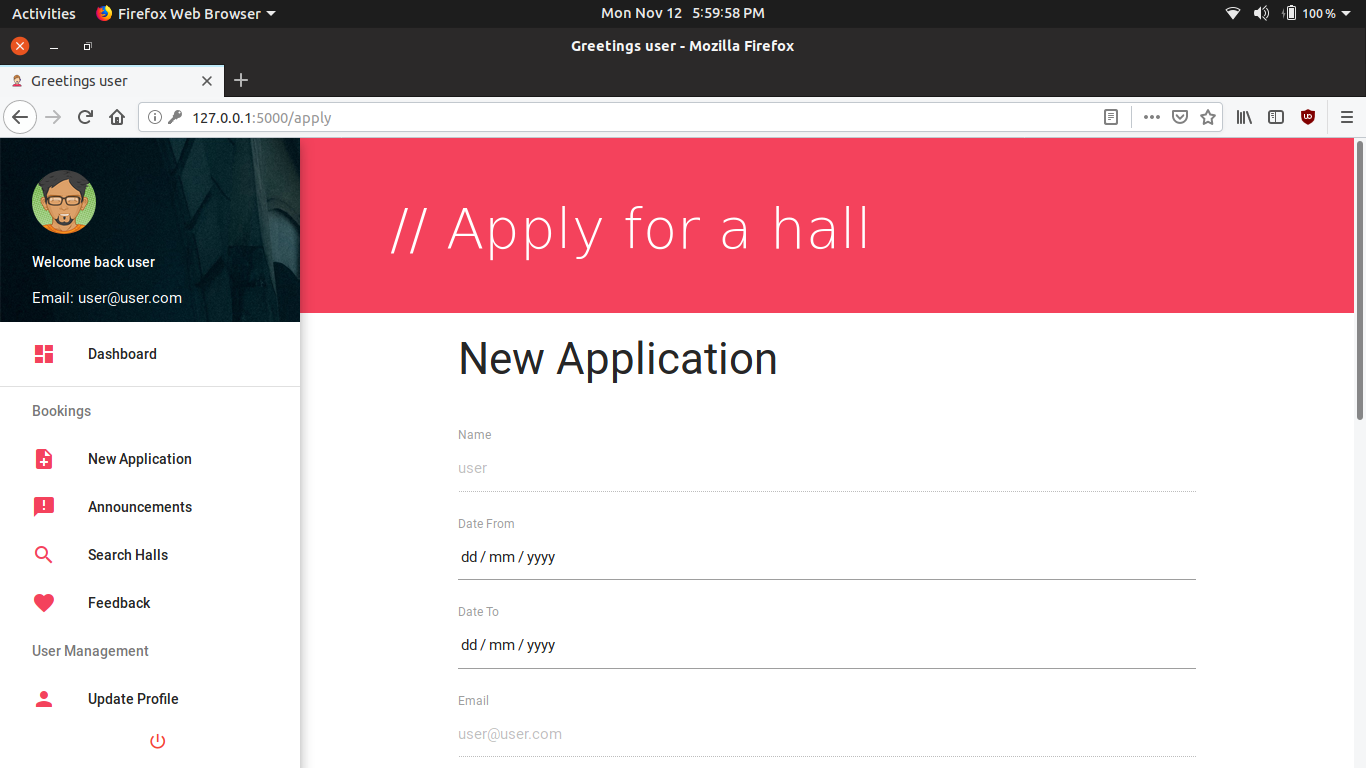 Activities Firefox Web Browser Mon Nov 12 5:59:58 PM 100 %
Greetings user - Mozilla Firefox
Greetings user
127.0.0.1:5000/apply
Welcome back user
Email: user@user.com
Dashboard
Bookings
New Application
Announcements
Search Halls
Feedback
User Management
Update Profile
// Apply for a hall
New Application
Name
user
Date From
dd / mm / yyyy
Date To
dd / mm / yyyy
Email
user@user.com